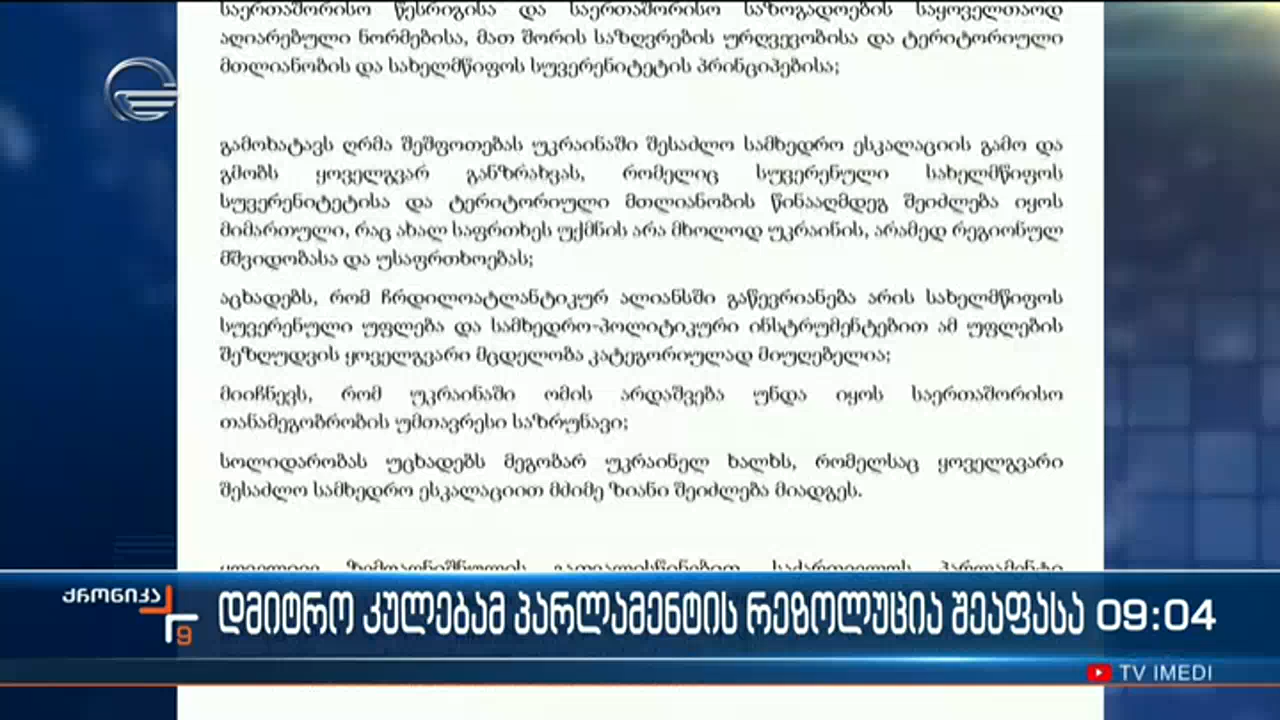 საერთაშორისო წესრიგისა და საერთაშორისო საზოგადოების საყოველთაოდ
აღიარებული ნორმებისა, მათ შორის საზღვრების ურღვევობისა და ტერიტორიული
მთლიანობის და სახელმწიფოს სუვერენიტეტის პრინციპებისა;
გამოხატავს ღრმა შეშფოთებას უკრაინაში შესაძლო სამხედრო ესკალაციის გამო და
გმობს ყოველგვარ განზრახვას, რომელიც სუვერენული სახელმწიფოს
სუვერენიტეტისა და ტერიტორიული მთლიანობის წინააღმდეგ შეიძლება იყოს
მიმართული, რაც ახალ საფრთხეს უქმნის არა მხოლოდ უკრაინის, არამედ რეგიონულ
მშვიდობასა და უსაფრთხოებას;
აცხადებს, რომ ჩრდილოატლანტიკურ ალიანსში გაწევრიანება არის სახელმწიფოს
სუვერენული უფლება და სამხედრო-პოლიტიკური ინსტრუმენტებით ამ უფლების
შეზღუდვის ყოველგვარი მცდელობა კატეგორიულად მიუღებელია;
მიიჩნევს, რომ უკრაინაში ომის არდაშვება უნდა იყოს საერთაშორისო
თანამეგობრობის უმთავრესი საზრუნავი;
სოლიდარობას უცხადებს მეგობარ უკრაინელ ხალხს, რომელსაც ყოველგვარი
შესაძლო სამხედრო ესკალაციით მძიმე ზიანი შეიძლება მიადგეს.
ყოველივე ზემოაღნიშნულის გათვალისწინებით საქართველოს პარლამენტი
ქრონიკა 9
დმიტრო კულებამ პარლამენტის რეზოლუცია შეაფასა 09:04
TV IMEDI